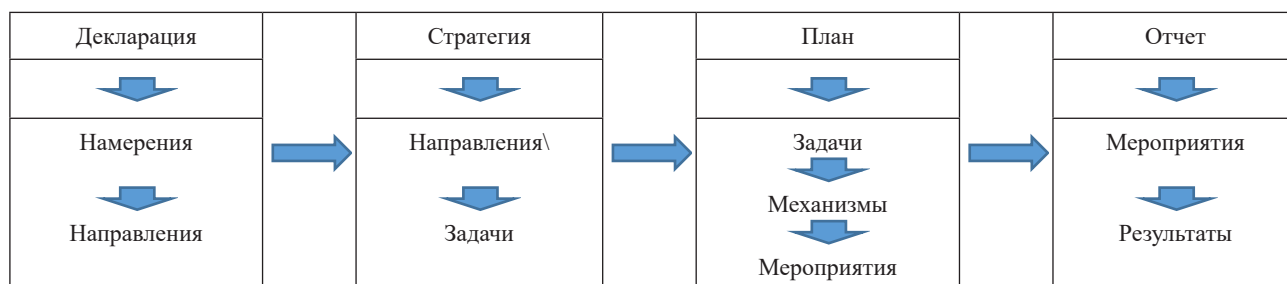 Декларация
Стратегия
План
Отчет
Намерения
Направления
Направления\
Задачи
Задачи
Механизмы
Мероприятия
Мероприятия
Результаты